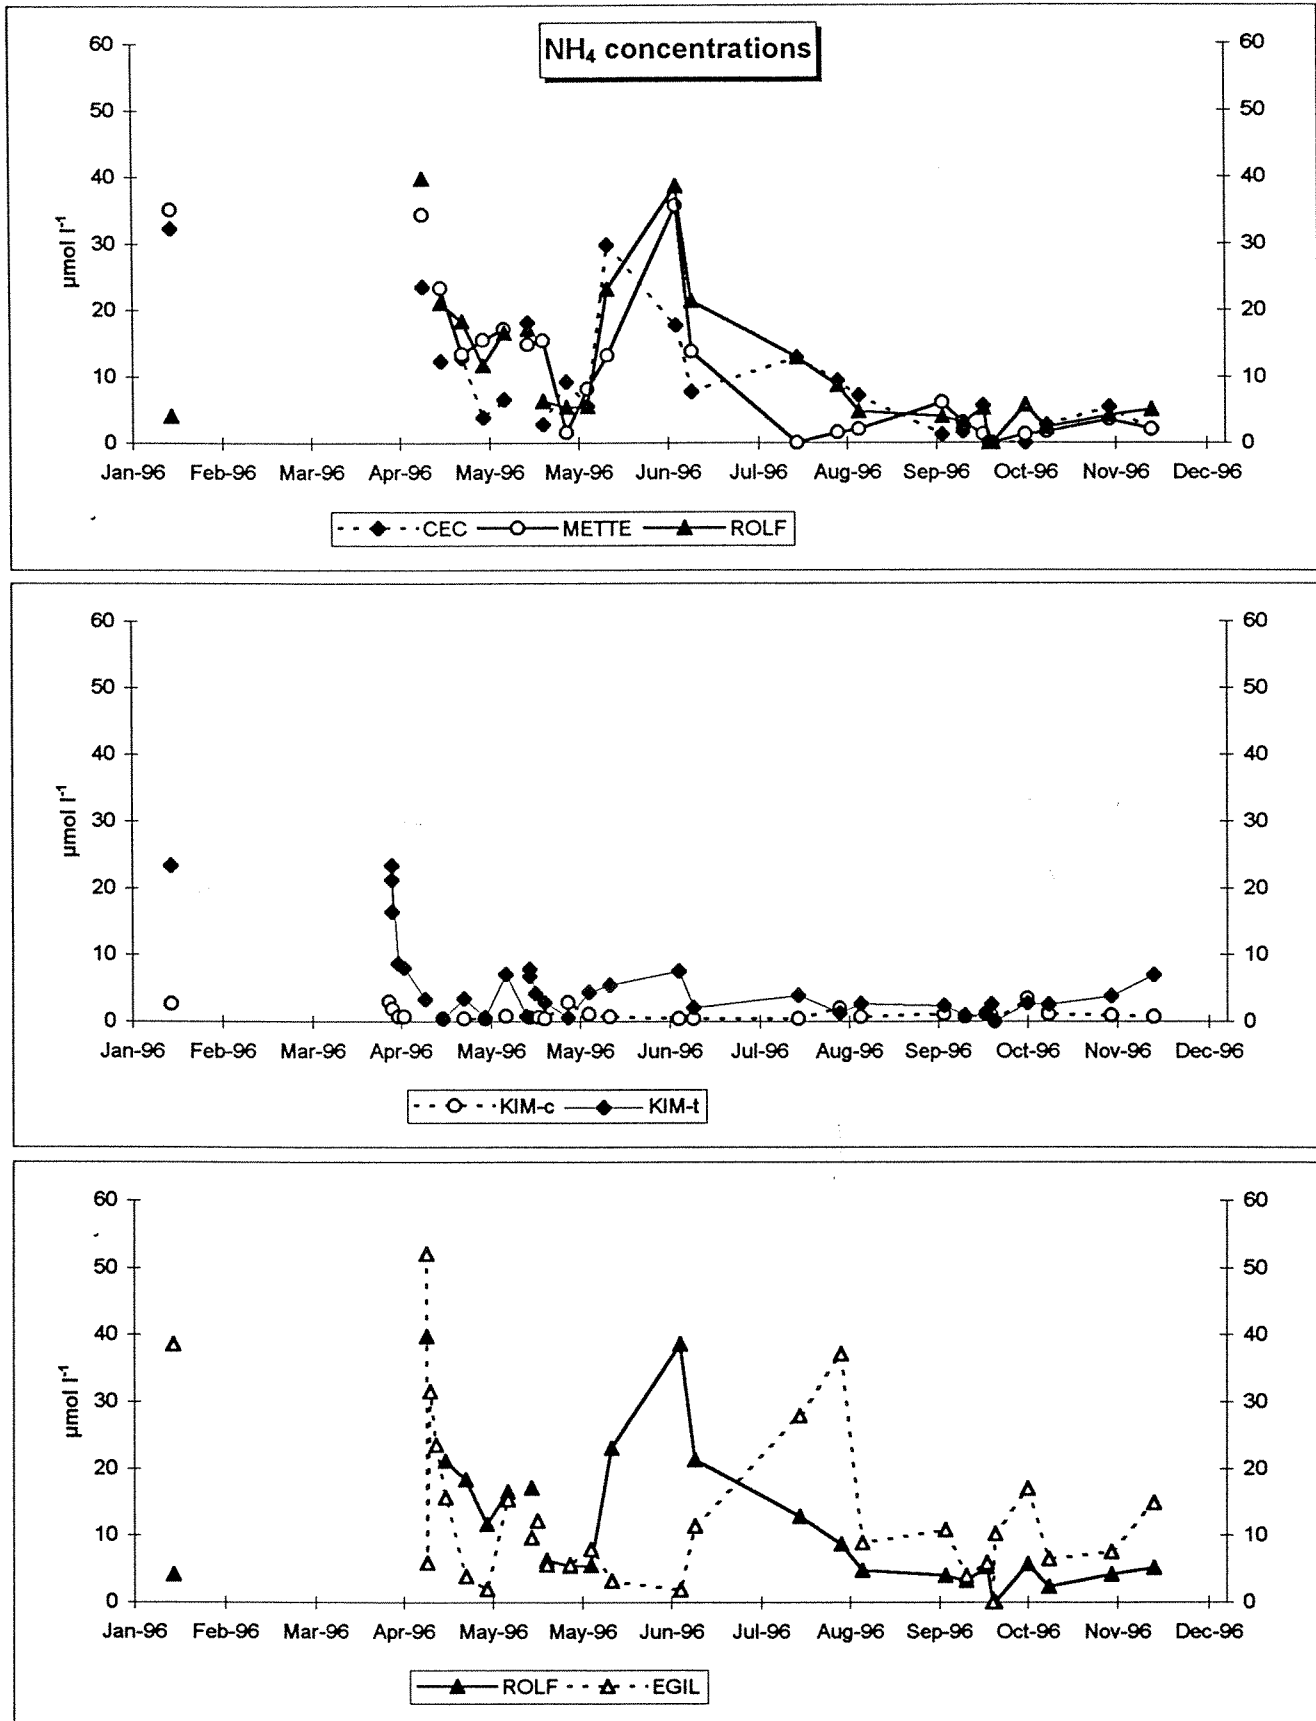 NH₄ concentrations
60 60
50 50
40 40
30 30
20 20
10 10
0 0
µmol l⁻¹
Jan-96 Feb-96 Mar-96 Apr-96 May-96 May-96 Jun-96 Jul-96 Aug-96 Sep-96 Oct-96 Nov-96 Dec-96
CEC METTE ROLF
60 60
50 50
40 40
30 30
20 20
10 10
0 0
µmol l⁻¹
Jan-96 Feb-96 Mar-96 Apr-96 May-96 May-96 Jun-96 Jul-96 Aug-96 Sep-96 Oct-96 Nov-96 Dec-96
KIM-c KIM-t
60 60
50 50
40 40
30 30
20 20
10 10
0 0
µmol l⁻¹
Jan-96 Feb-96 Mar-96 Apr-96 May-96 May-96 Jun-96 Jul-96 Aug-96 Sep-96 Oct-96 Nov-96 Dec-96
ROLF EGIL